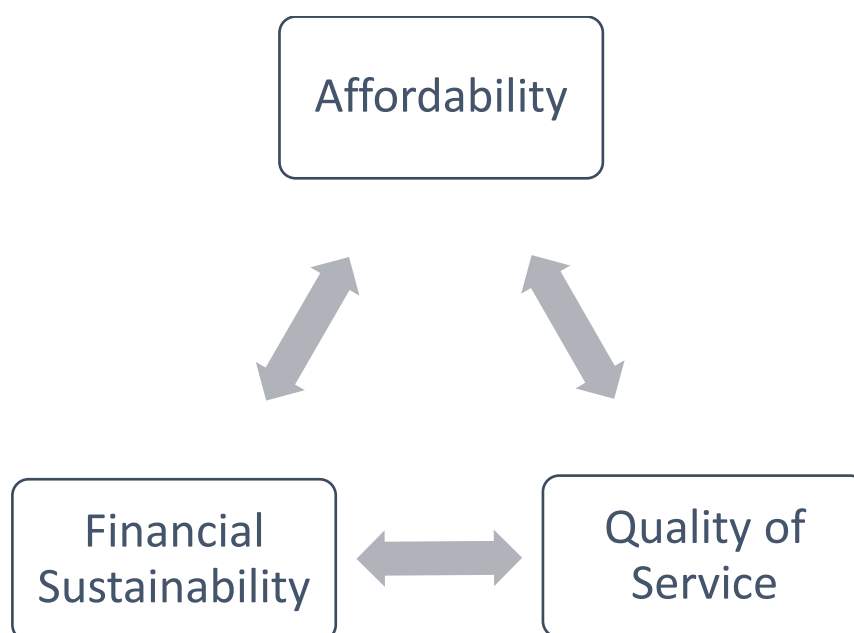 Affordability
Financial
Sustainability
Quality of
Service